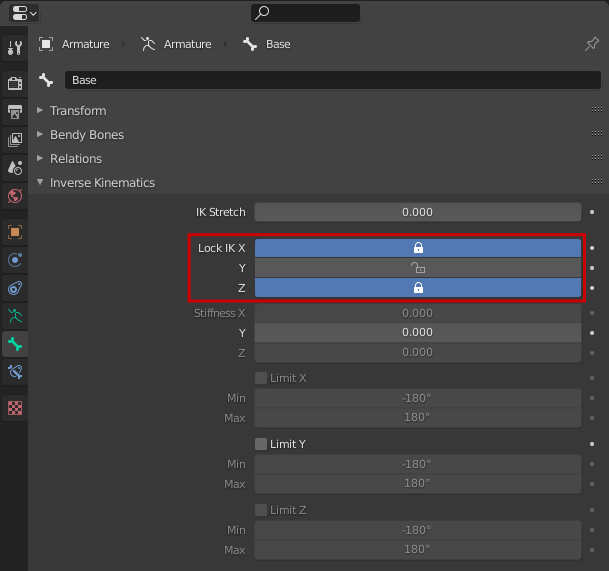 Armature › Armature › Base
Base
Transform
Bendy Bones
Relations
Inverse Kinematics
IK Stretch 0.000
Lock IK X
Y
Z
Stiffness X 0.000
Y 0.000
Z 0.000
Limit X
Min -180°
Max 180°
Limit Y
Min -180°
Max 180°
Limit Z
Min -180°
Max 180°